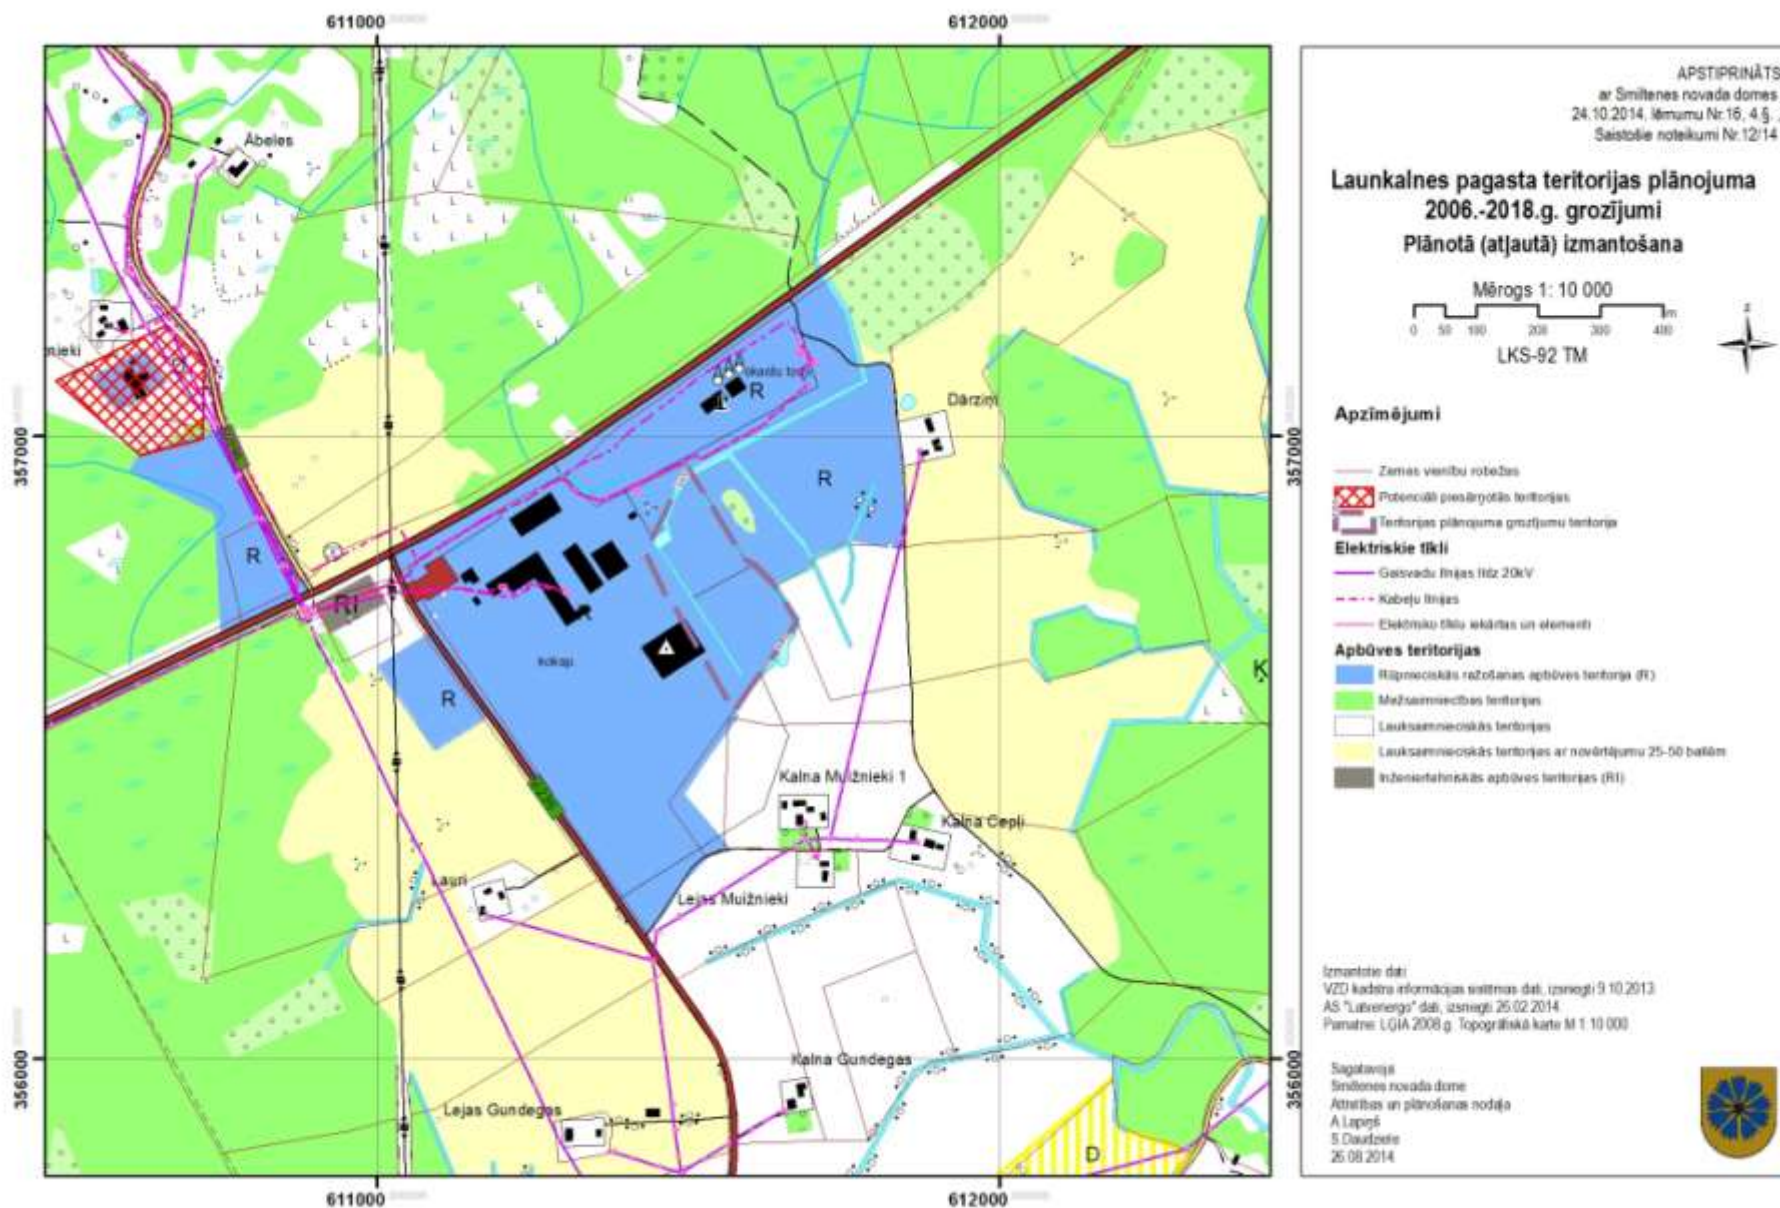 611000
612000
357000
356000
357000
356000
611000
612000
Ābeles
nieki
Dārziņi
R
R
R
R
RI
kokaji
Kalna Muižnieki 1
Kalna Cepļi
Lauri
Lejas Muižnieki
Kalna Gundegas
Lejas Gundegas
D
K
APSTIPRINĀTS
ar Smiltenes novada domes
24.10.2014. lēmumu Nr.16, 4.§.,
Saistošie noteikumi Nr.12/14
Launkalnes pagasta teritorijas plānojuma
2006.-2018.g. grozījumi
Plānotā (atļautā) izmantošana
Mērogs 1: 10 000
m
0 50 100 200 300 400
LKS-92 TM
Apzīmējumi
Zemes vienību robežas
Potenciāli piesārņotās teritorijas
Teritorijas plānojuma grozījumu teritorija
Elektriskie tīkli
Gaisvadu līnijas līdz 20kV
Kabeļu līnijas
Elektrisko tīklu iekārtas un elementi
Apbūves teritorijas
Rūpnieciskās ražošanas apbūves teritorija (R)
Mežsaimniecības teritorijas
Lauksaimnieciskās teritorijas
Lauksaimnieciskās teritorijas ar novērtējumu 25-50 ballēm
Inženiertehniskās apbūves teritorijas (RI)
Izmantotie dati
VZD kadstra informācijas sistēmas dati, izsniegti 9.10.2013
AS "Latvenergo" dati, izsniegti 26.02.2014.
Pamatne: LĢIA 2008.g. Topogrāfiskā karte M 1:10 000
Sagatavoja
Smiltenes novada dome
Attīstības un plānošanas nodaļa
A.Lapiņš
S.Daudziete
26.08.2014